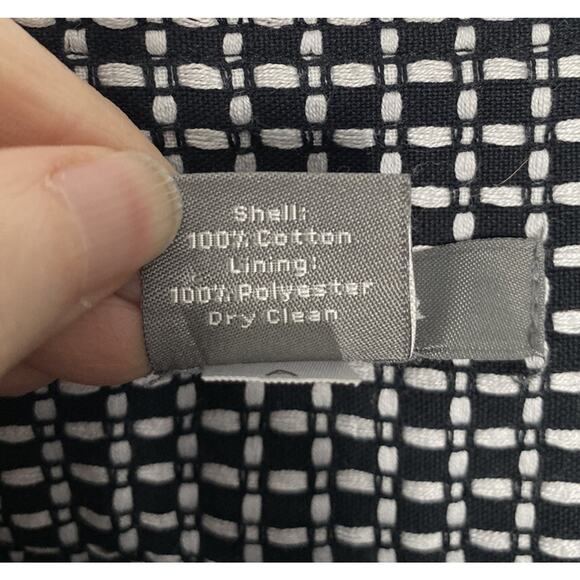 Shell:
100% Cotton
Lining:
100% Polyester
Dry Clean